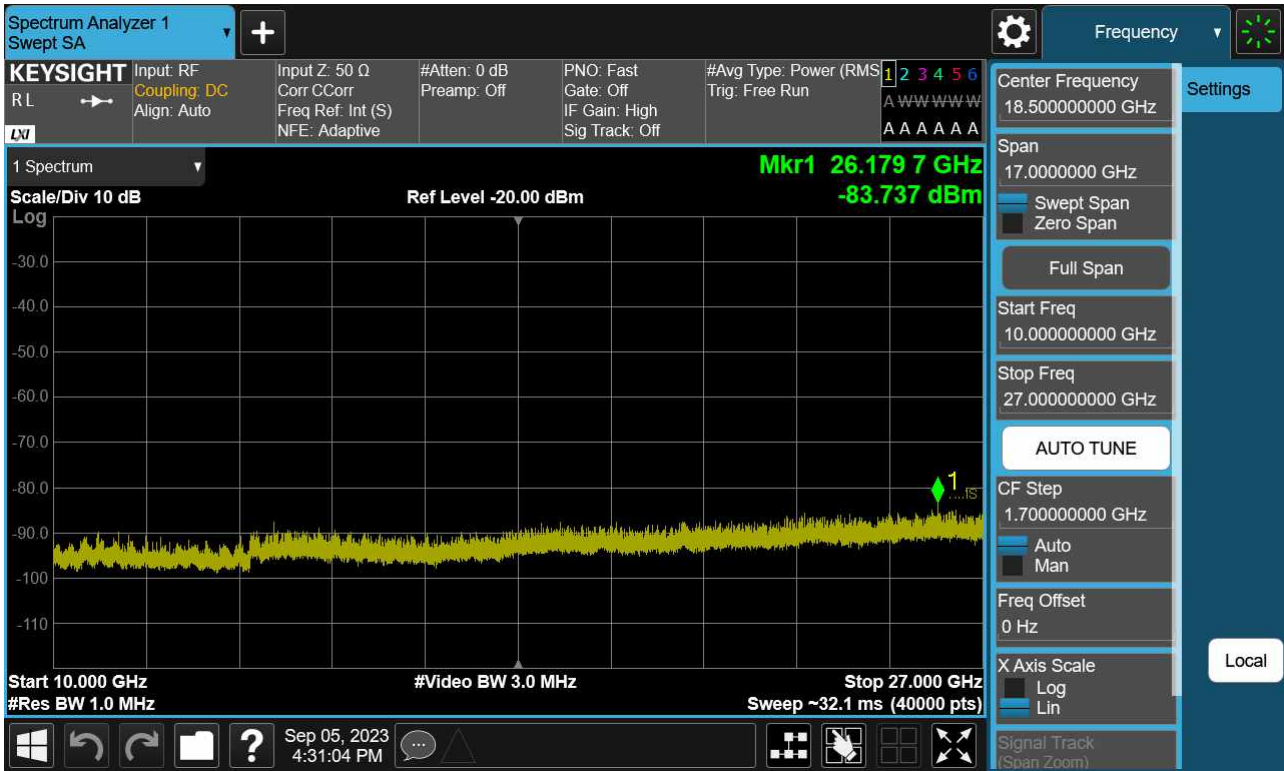 Spectrum Analyzer 1
Swept SA
Frequency
KEYSIGHT
R L
LXI
Input: RF
Coupling: DC
Align: Auto
Input Z: 50 Ω
Corr CCorr
Freq Ref: Int (S)
NFE: Adaptive
#Atten: 0 dB
Preamp: Off
PNO: Fast
Gate: Off
IF Gain: High
Sig Track: Off
#Avg Type: Power (RMS
Trig: Free Run
1 2 3 4 5 6
A W W W W W
A A A A A A
1 Spectrum
Mkr1 26.179 7 GHz
-83.737 dBm
Scale/Div 10 dB
Ref Level -20.00 dBm
Log
-30.0
-40.0
-50.0
-60.0
-70.0
-80.0
-90.0
-100
-110
1
Start 10.000 GHz
#Video BW 3.0 MHz
Stop 27.000 GHz
#Res BW 1.0 MHz
Sweep ~32.1 ms (40000 pts)
Center Frequency
18.500000000 GHz
Settings
Span
17.0000000 GHz
Swept Span
Zero Span
Full Span
Start Freq
10.000000000 GHz
Stop Freq
27.000000000 GHz
AUTO TUNE
CF Step
1.700000000 GHz
Auto
Man
Freq Offset
0 Hz
X Axis Scale
Log
Lin
Local
Signal Track
(Span Zoom)
?
Sep 05, 2023
4:31:04 PM